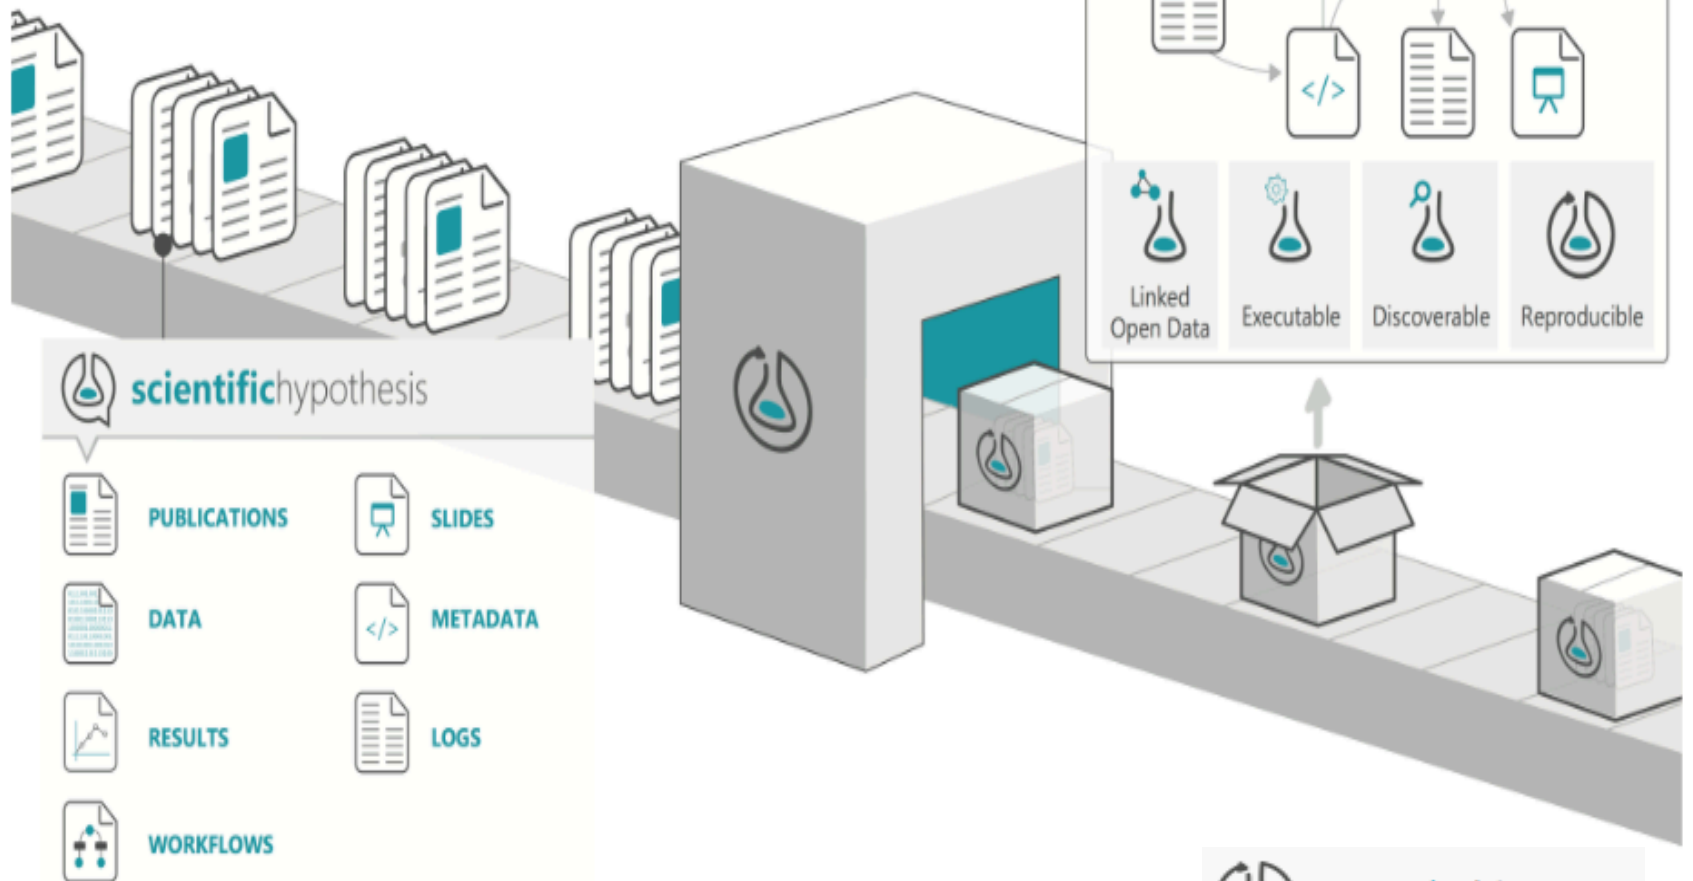 Linked
Open Data
Executable
Discoverable
Reproducible
scientifichypothesis
PUBLICATIONS
SLIDES
DATA
</>
METADATA
RESULTS
LOGS
WORKFLOWS
</>